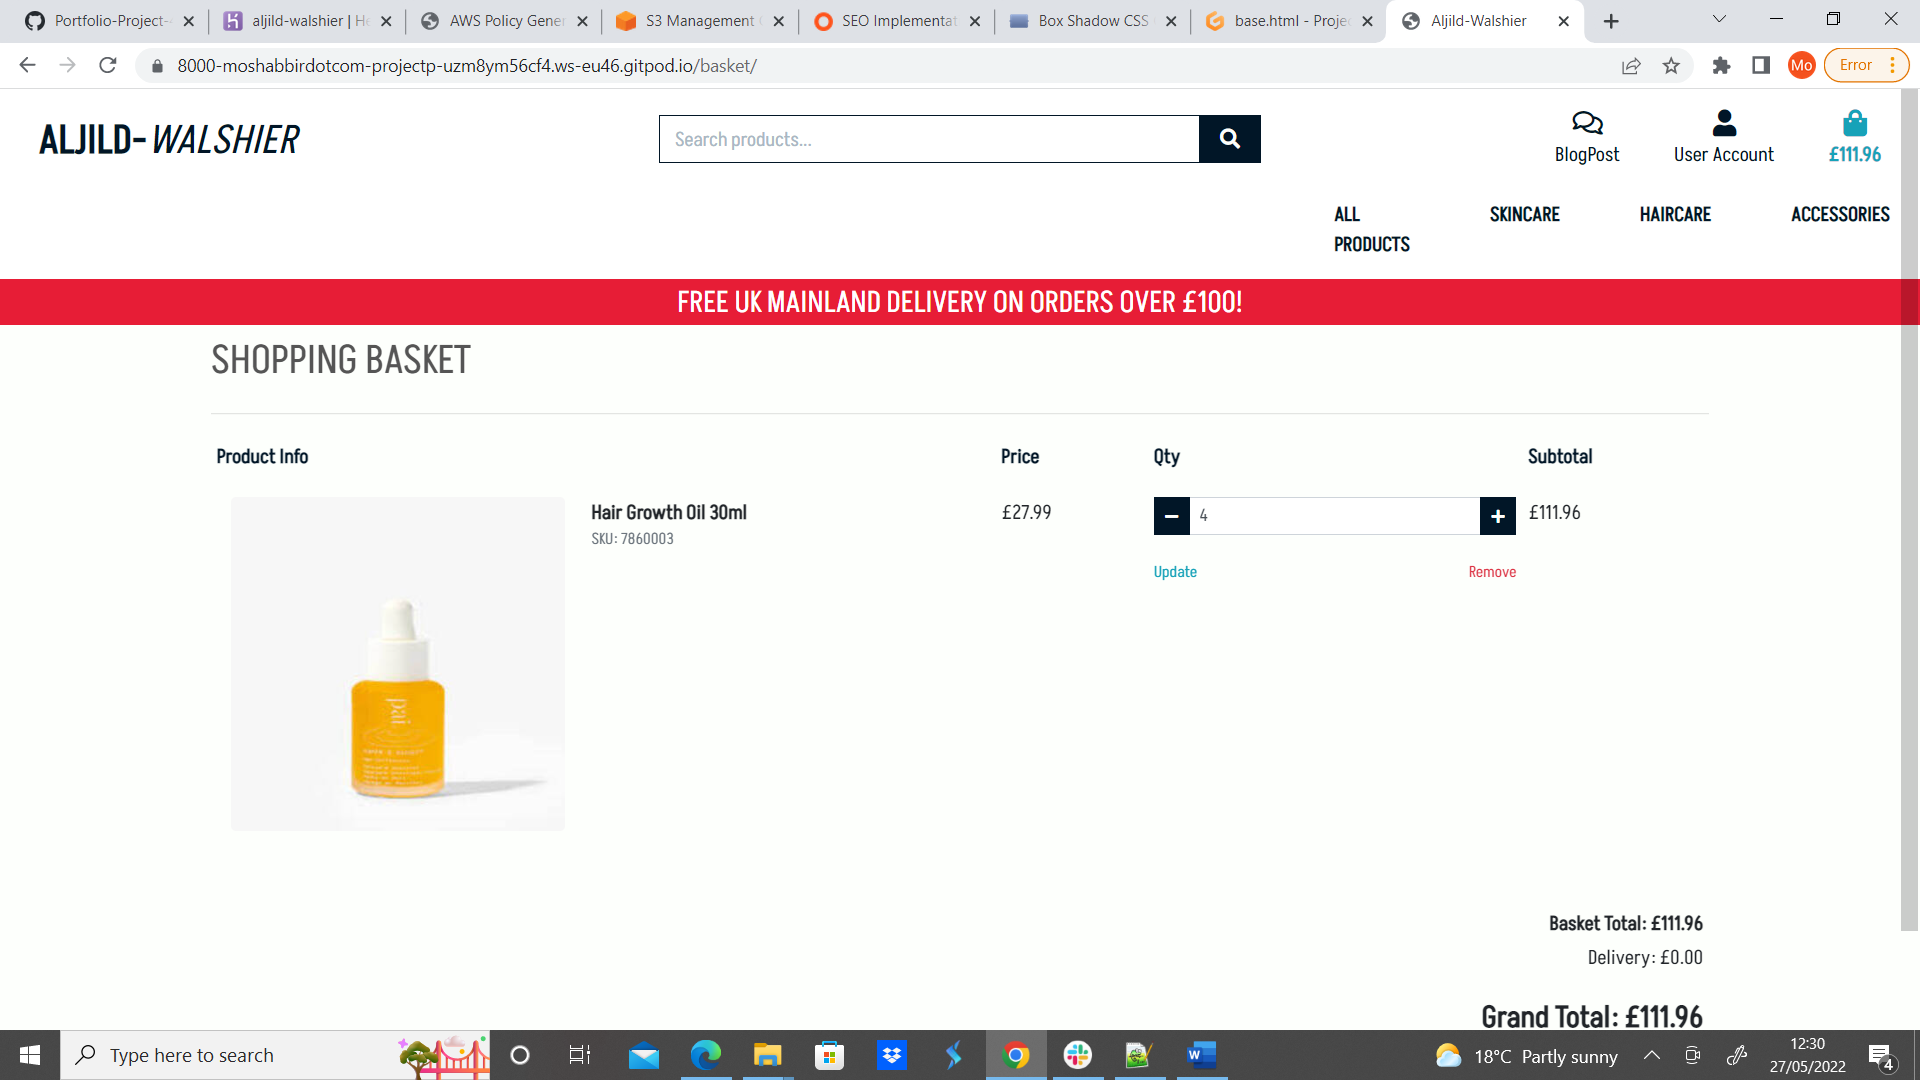 Portfolio-Project-
aljild-walshier | He
AWS Policy Gener
S3 Management C
SEO Implementat
Box Shadow CSS
base.html - Projec
Aljild-Walshier
8000-moshabbirdotcom-projectp-uzm8ym56cf4.ws-eu46.gitpod.io/basket/
Mo
Error
ALJILD-WALSHIER
Search products...
BlogPost
User Account
£111.96
ALL PRODUCTS
SKINCARE
HAIRCARE
ACCESSORIES
FREE UK MAINLAND DELIVERY ON ORDERS OVER £100!
SHOPPING BASKET
Product Info
Price
Qty
Subtotal
Hair Growth Oil 30ml
SKU: 7860003
£27.99
4
£111.96
Update
Remove
Basket Total: £111.96
Delivery: £0.00
Grand Total: £111.96
Type here to search
18°C Partly sunny
12:30
27/05/2022
4